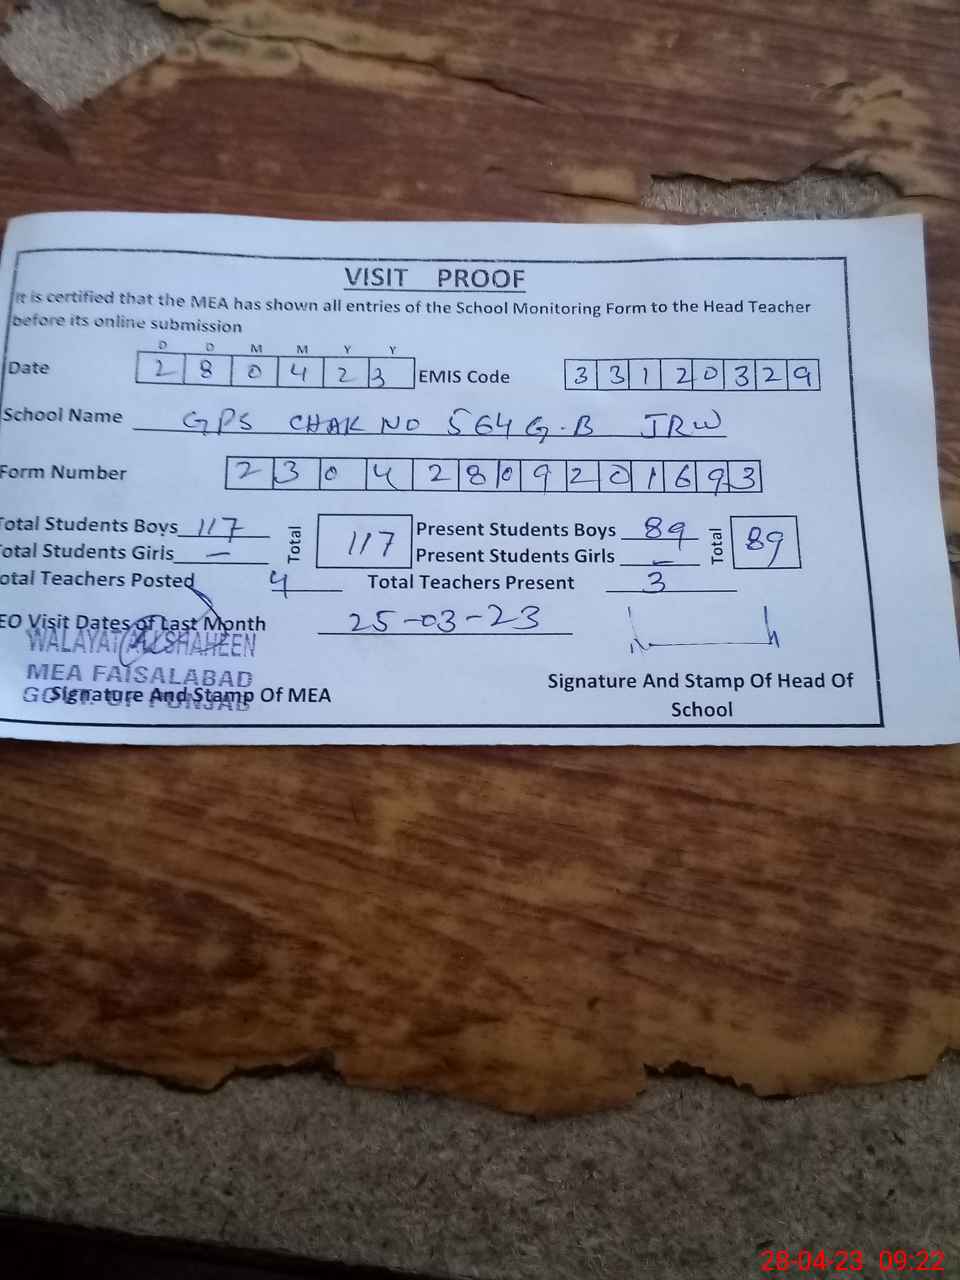 VISIT PROOF
It is certified that the MEA has shown all entries of the School Monitoring Form to the Head Teacher
before its online submission
D D M M Y Y
Date 2 8 0 4 2 3 EMIS Code 3 3 1 2 0 3 2 9
School Name GPS CHAK NO 564 G.B JRW
Form Number 2 3 0 4 2 8 0 9 2 0 1 6 9 3
Total Students Boys 117 Total 117 Present Students Boys 89 Total 89
Total Students Girls — Present Students Girls —
Total Teachers Posted 4 Total Teachers Present 3
EO Visit Dates of Last Month 25-03-23
WALAYAT ALI SHAHEEN
MEA FAISALABAD
GOVT. OF PUNJAB
Signature And Stamp Of MEA
Signature And Stamp Of Head Of
School
28-04-23 09:22